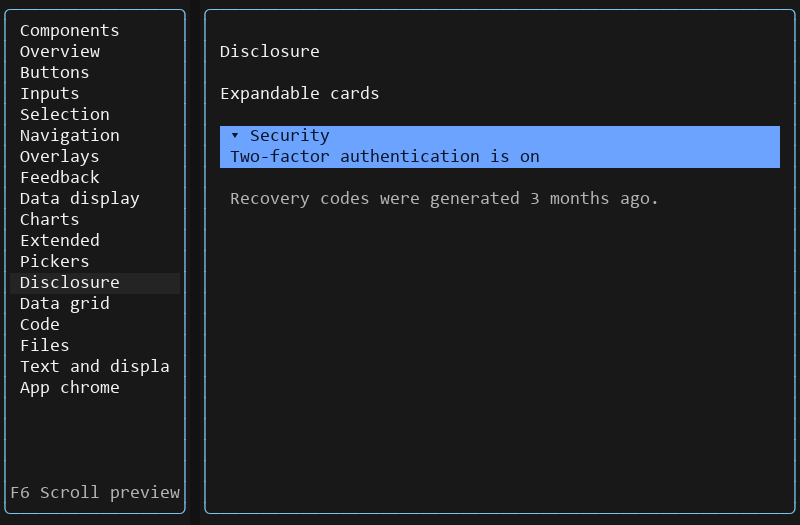 Components
Overview
Buttons
Inputs
Selection
Navigation
Overlays
Feedback
Data display
Charts
Extended
Pickers
Disclosure
Data grid
Code
Files
Text and displa
App chrome
F6 Scroll preview
Disclosure
Expandable cards
▾ Security
Two-factor authentication is on
Recovery codes were generated 3 months ago.